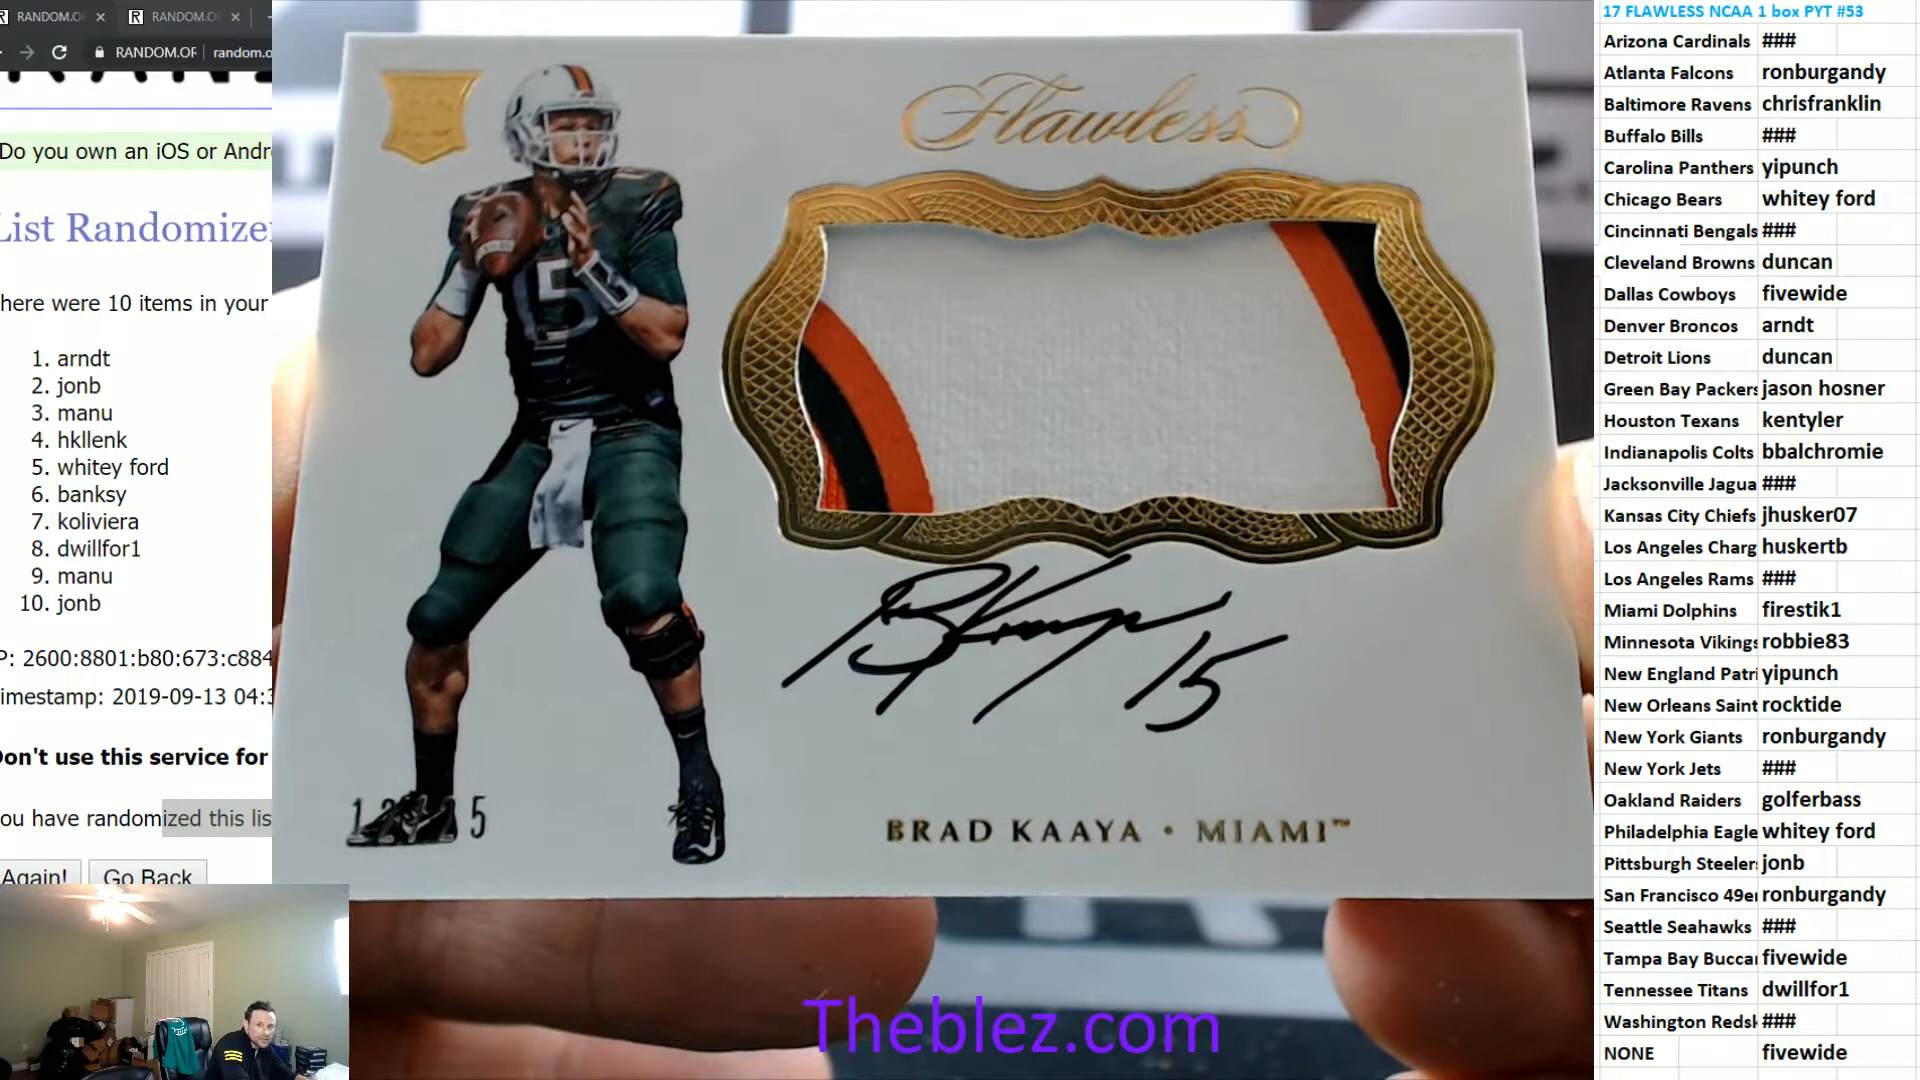 RANDOM.OF
RANDOM.OF
RANDOM.OF
random.o
Do you own an iOS or Andr
List Randomize
here were 10 items in your
1. arndt
2. jonb
3. manu
4. hkllenk
5. whitey ford
6. banksy
7. koliviera
8. dwillfor1
9. manu
10. jonb
P: 2600:8801:b80:673:c884
imestamp: 2019-09-13 04:3
Don't use this service for
ou have randomized this lis
Again!
Go Back
Flawless
15
BRAD KAAYA • MIAMI™
Theblez.com
17 FLAWLESS NCAA 1 box PYT #53
Arizona Cardinals ###
Atlanta Falcons ronburgandy
Baltimore Ravens chrisfranklin
Buffalo Bills ###
Carolina Panthers yipunch
Chicago Bears whitey ford
Cincinnati Bengals ###
Cleveland Browns duncan
Dallas Cowboys fivewide
Denver Broncos arndt
Detroit Lions duncan
Green Bay Packers jason hosner
Houston Texans kentyler
Indianapolis Colts bbalchromie
Jacksonville Jagua ###
Kansas City Chiefs jhusker07
Los Angeles Charg huskertb
Los Angeles Rams ###
Miami Dolphins firestik1
Minnesota Vikings robbie83
New England Patri yipunch
New Orleans Saint rocktide
New York Giants ronburgandy
New York Jets ###
Oakland Raiders golferbass
Philadelphia Eagle whitey ford
Pittsburgh Steelers jonb
San Francisco 49er ronburgandy
Seattle Seahawks ###
Tampa Bay Buccan fivewide
Tennessee Titans dwillfor1
Washington Redsk ###
NONE fivewide